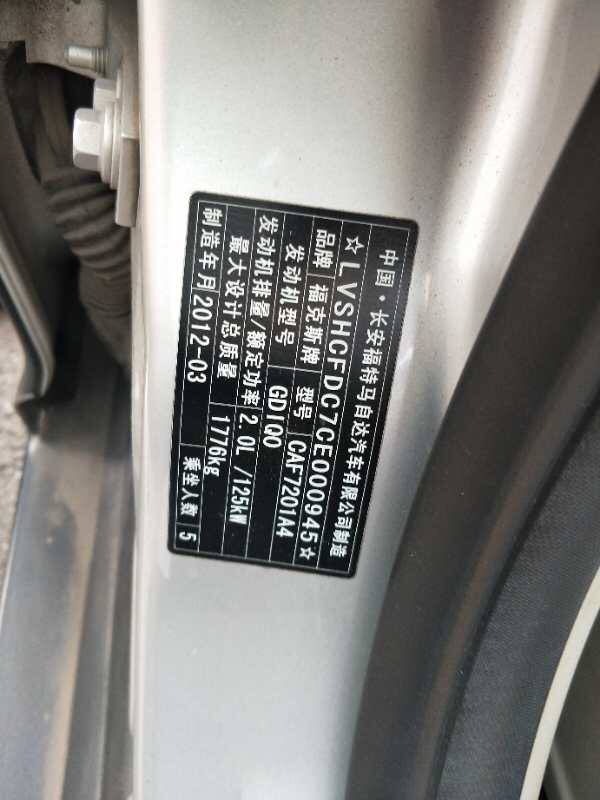 中国·长安福特马自达汽车有限公司制造
☆LVSHCFDC7CE000945☆
品牌 福克斯牌 型号 CAF7201A4
发动机型号 GD1Q0
发动机排量/额定功率 2.0L /125kW
最大设计总质量 1776kg
制造年月 2012-03 乘坐人数 5